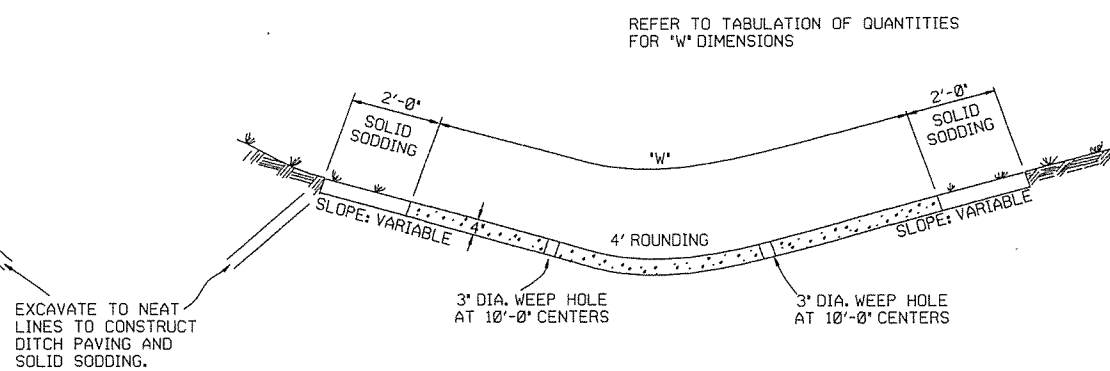 REFER TO TABULATION OF QUANTITIES
FOR "W" DIMENSIONS
2'-0"
SOLID
SODDING
"W"
2'-0"
SOLID
SODDING
SLOPE: VARIABLE
4"
4' ROUNDING
SLOPE: VARIABLE
EXCAVATE TO NEAT
LINES TO CONSTRUCT
DITCH PAVING AND
SOLID SODDING.
3" DIA. WEEP HOLE
AT 10'-0" CENTERS
3" DIA. WEEP HOLE
AT 10'-0" CENTERS